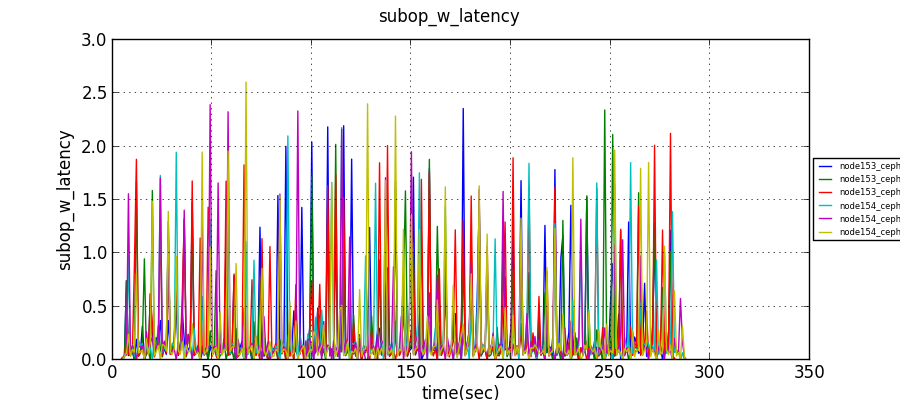 subop_w_latency
3.0
2.5
2.0
1.5
1.0
0.5
0.0
subop_w_latency
0 50 100 150 200 250 300 350
time(sec)
node153_ceph
node153_ceph
node153_ceph
node154_ceph
node154_ceph
node154_ceph